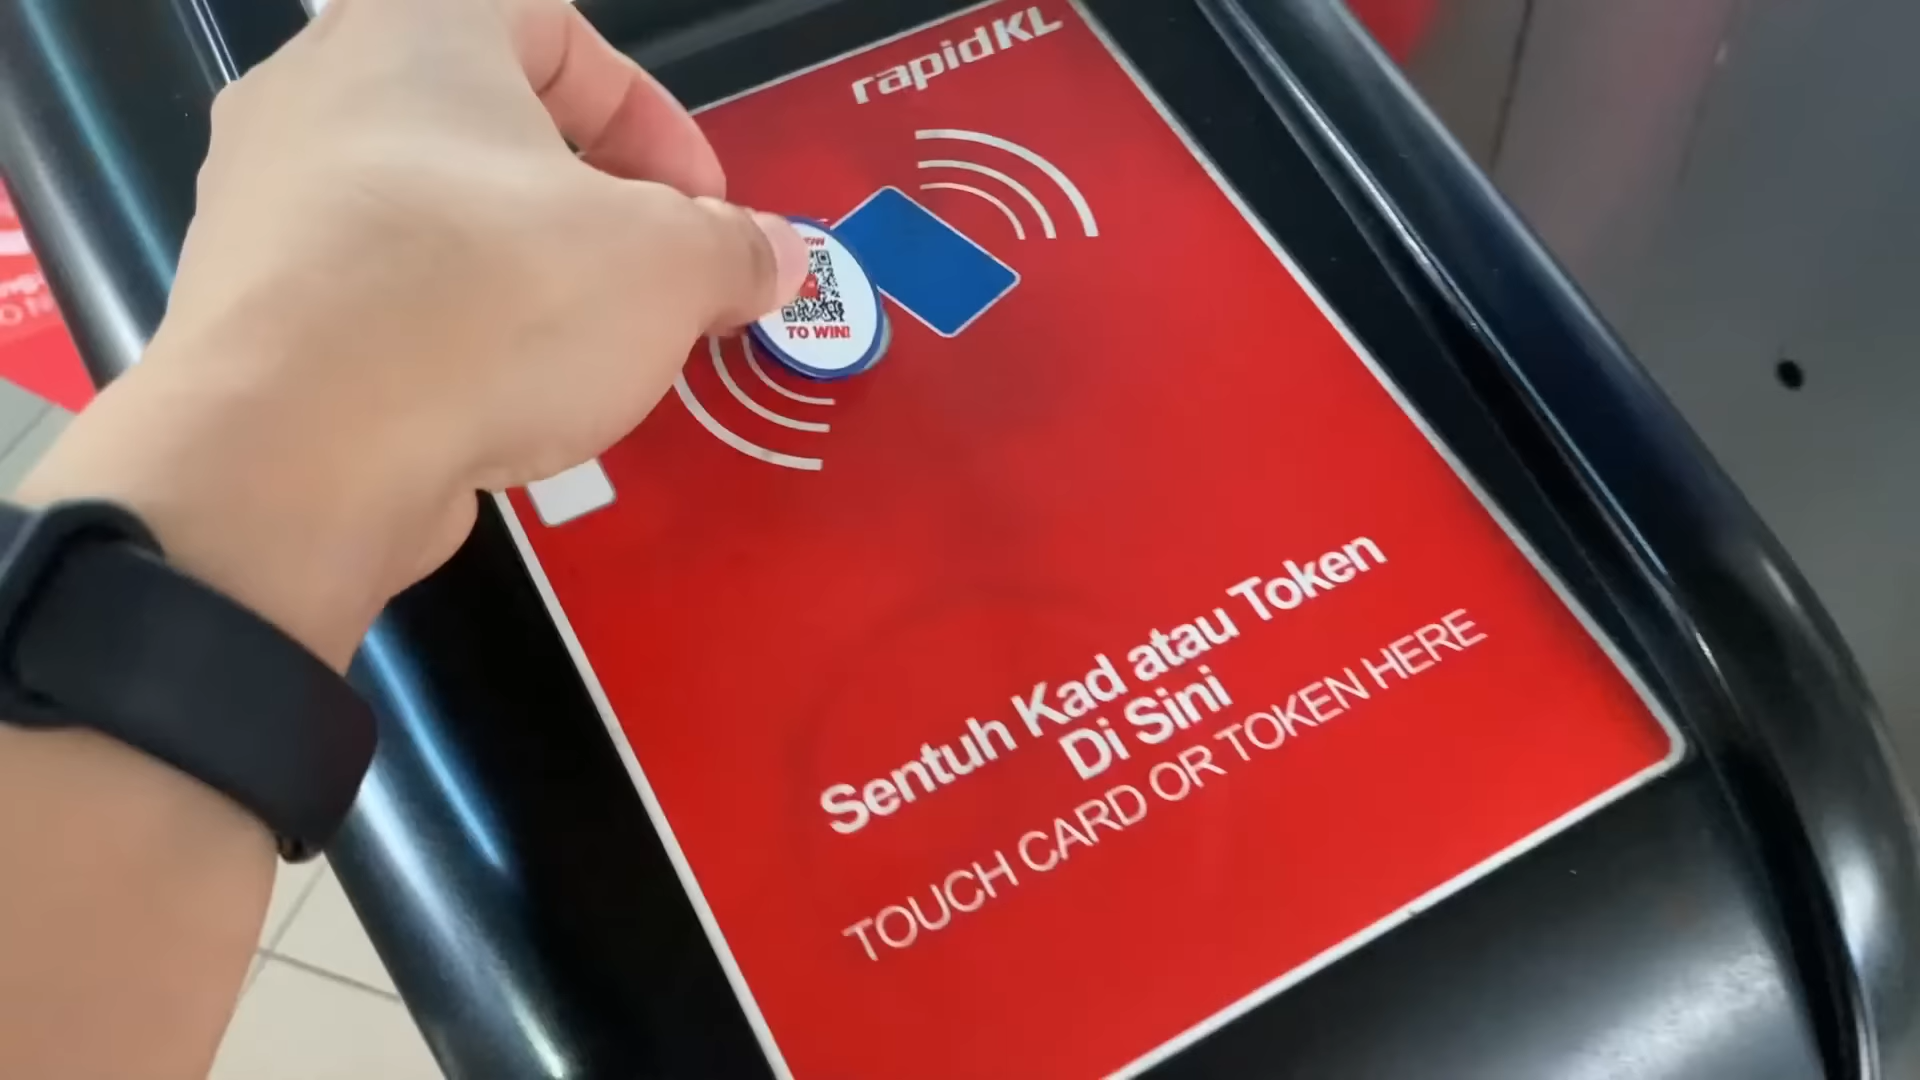 rapidKL
TO WIN!
Sentuh Kad atau Token
Di Sini
TOUCH CARD OR TOKEN HERE